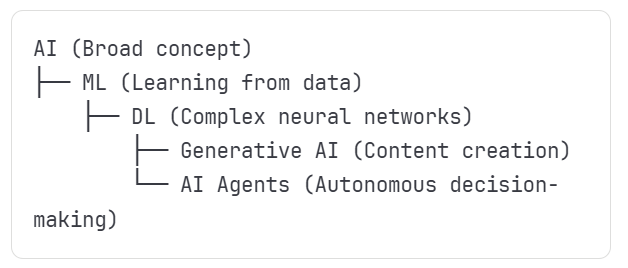 AI (Broad concept)
├── ML (Learning from data)
    ├── DL (Complex neural networks)
        ├── Generative AI (Content creation)
        └── AI Agents (Autonomous decision-
making)